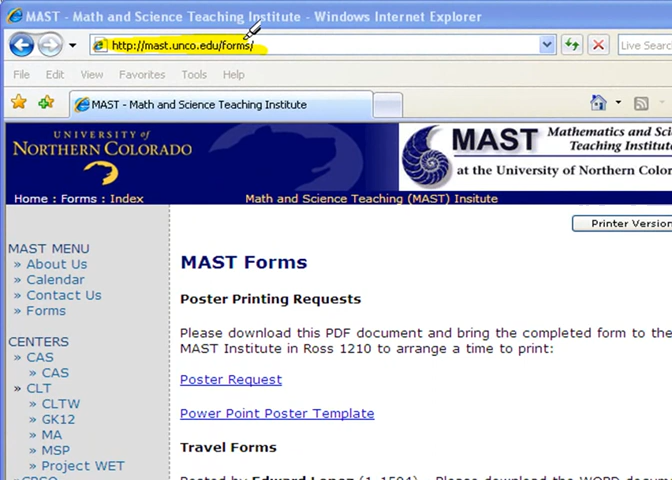 MAST - Math and Science Teaching Institute - Windows Internet Explorer
http://mast.unco.edu/forms/
Live Search
File Edit View Favorites Tools Help
MAST - Math and Science Teaching Institute
UNIVERSITY of
NORTHERN COLORADO
MAST
Mathematics and Sci
Teaching Institu
at the University of Northern Color
Home : Forms : Index
Math and Science Teaching (MAST) Insitute
Printer Version
MAST MENU
» About Us
» Calendar
» Contact Us
» Forms
CENTERS
» CAS
» CAS
» CLT
» CLTW
» GK12
» MA
» MSP
» Project WET
MAST Forms
Poster Printing Requests
Please download this PDF document and bring the completed form to the
MAST Institute in Ross 1210 to arrange a time to print:
Poster Request
Power Point Poster Template
Travel Forms